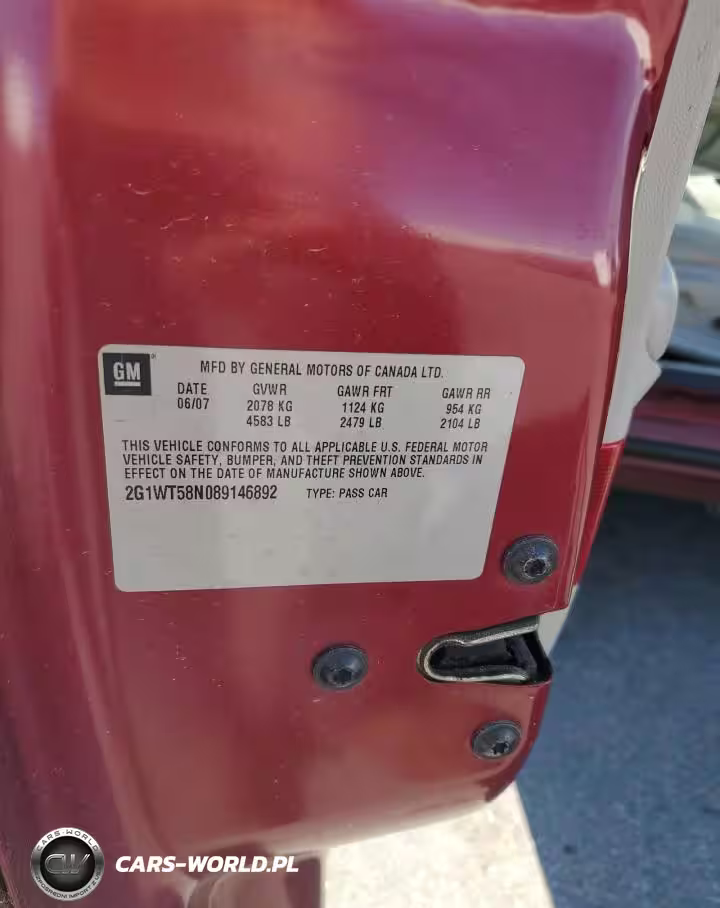 GM
MFD BY GENERAL MOTORS OF CANADA LTD.
DATE GVWR GAWR FRT GAWR RR
06/07 2078 KG 1124 KG 954 KG
4583 LB 2479 LB 2104 LB
THIS VEHICLE CONFORMS TO ALL APPLICABLE U.S. FEDERAL MOTOR
VEHICLE SAFETY, BUMPER, AND THEFT PREVENTION STANDARDS IN
EFFECT ON THE DATE OF MANUFACTURE SHOWN ABOVE.
2G1WT58N089146892 TYPE: PASS CAR
CARS-WORLD
CW
CARS-WORLD.PL